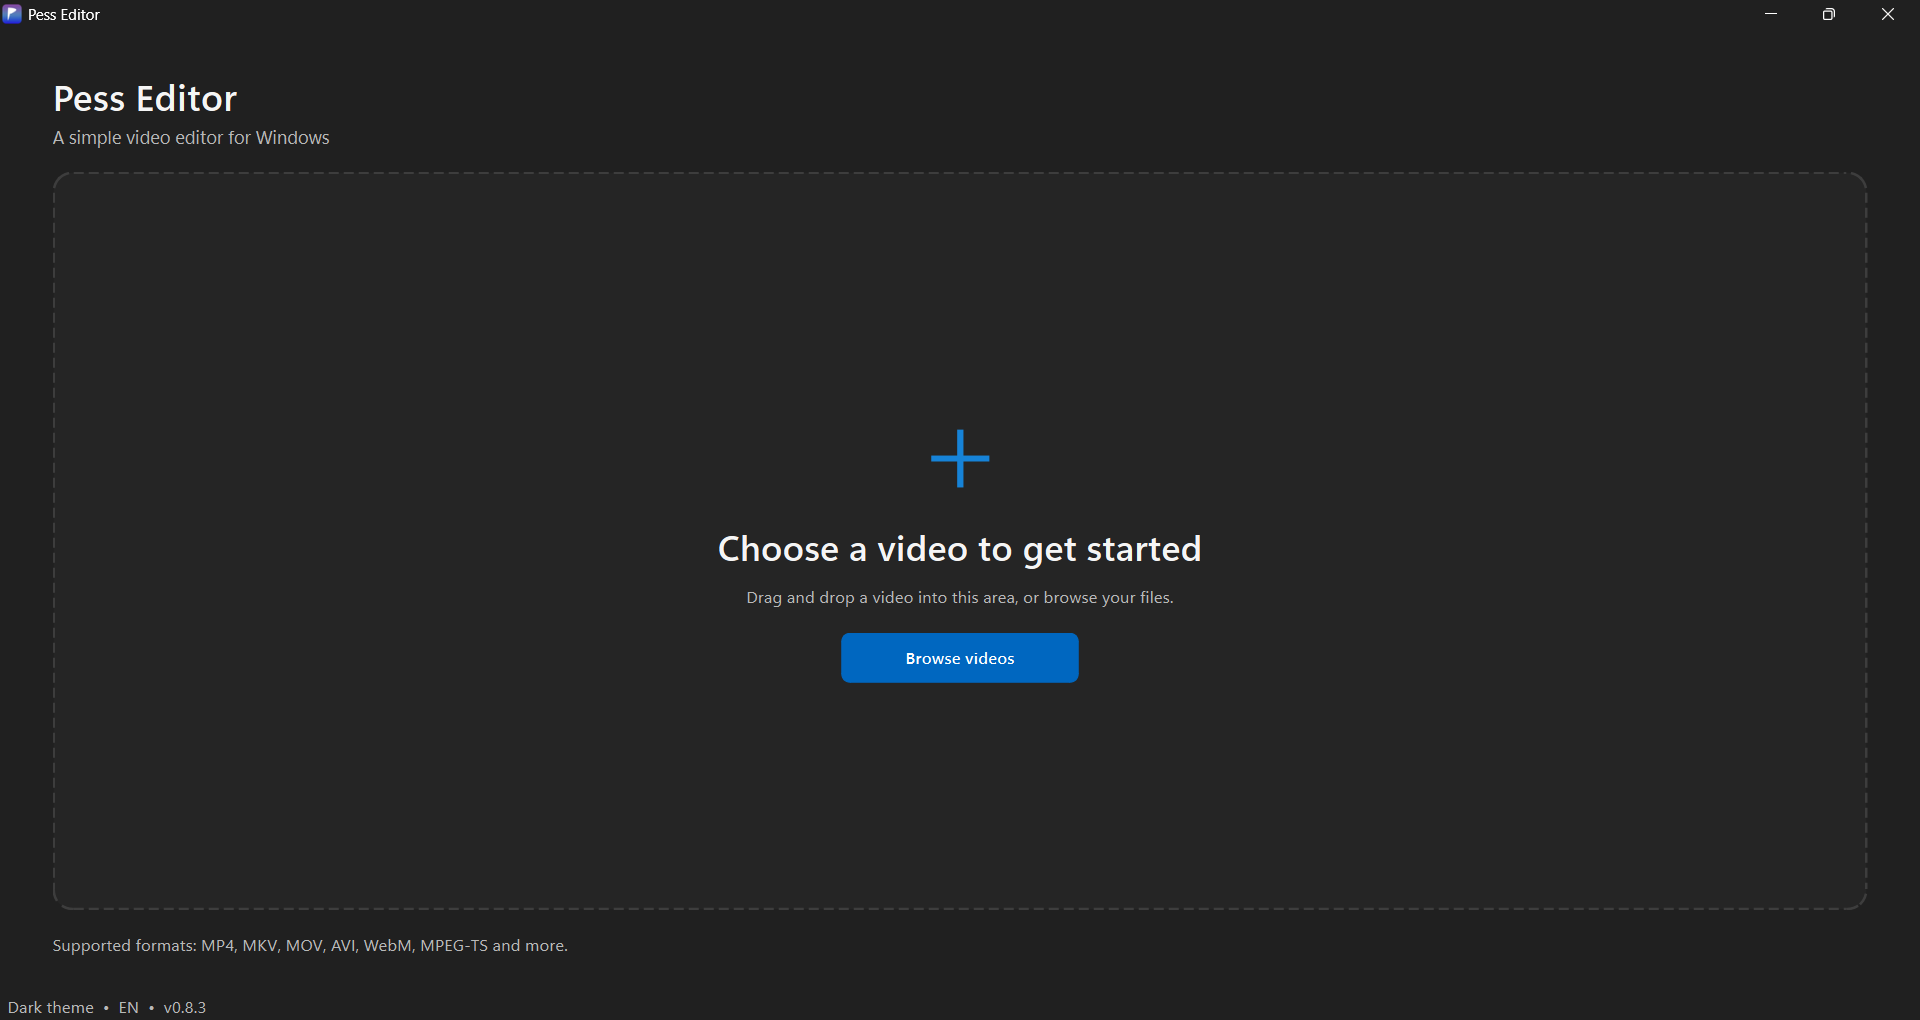 Pess Editor
Pess Editor
A simple video editor for Windows
Choose a video to get started
Drag and drop a video into this area, or browse your files.
Browse videos
Supported formats: MP4, MKV, MOV, AVI, WebM, MPEG-TS and more.
Dark theme • EN • v0.8.3